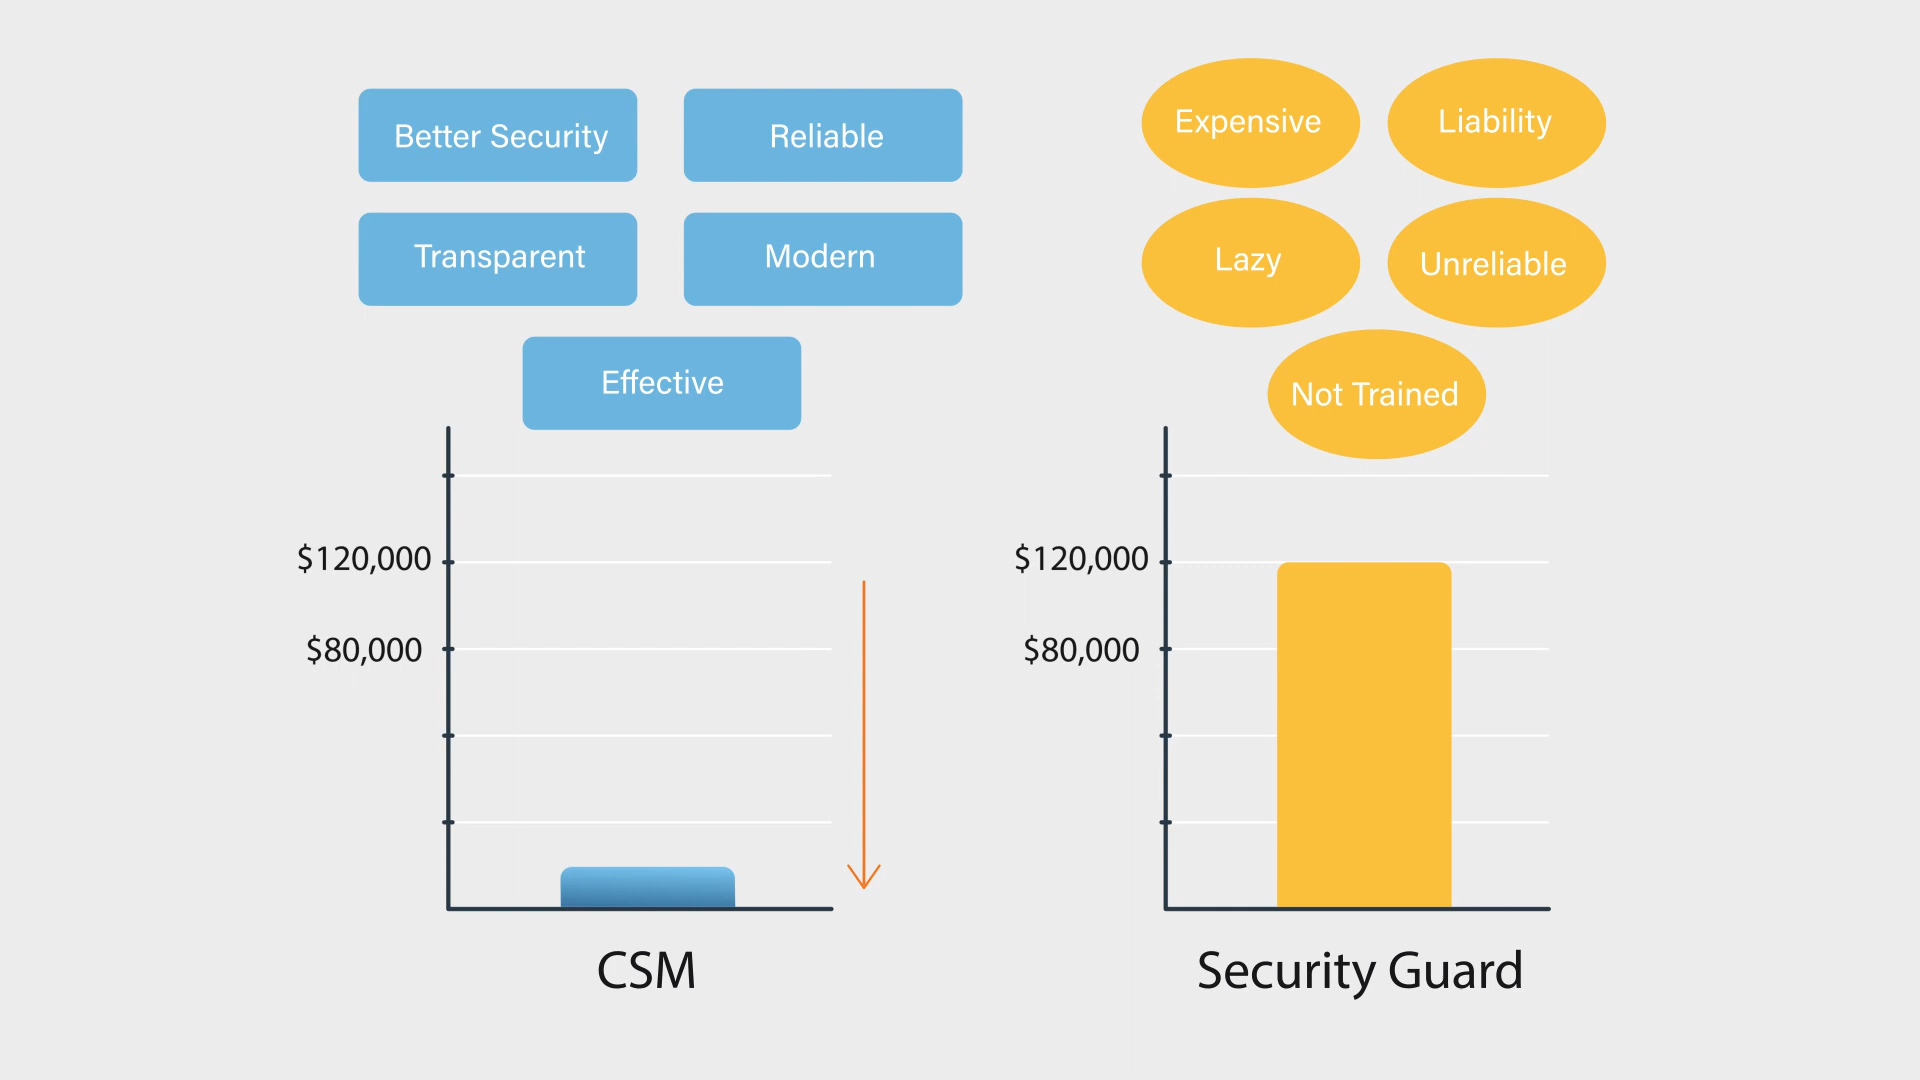 Better Security
Reliable
Transparent
Modern
Effective
$120,000
$80,000
CSM
Expensive
Liability
Lazy
Unreliable
Not Trained
$120,000
$80,000
Security Guard